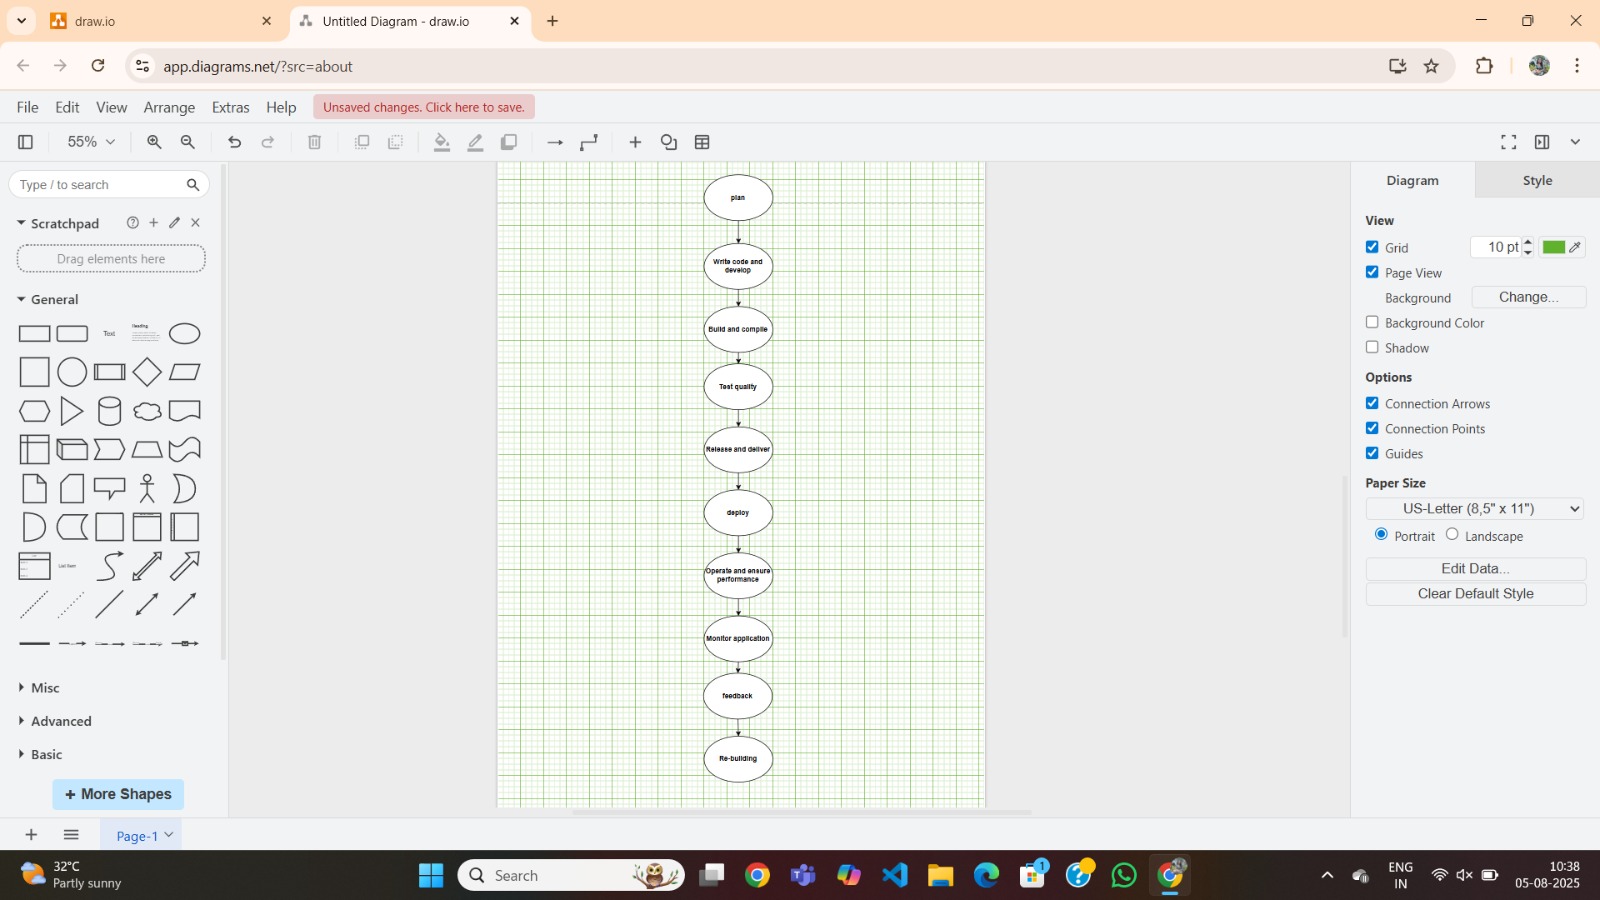 draw.io
Untitled Diagram - draw.io
app.diagrams.net/?src=about
File Edit View Arrange Extras Help Unsaved changes. Click here to save.
55%
Type / to search
Scratchpad
Drag elements here
General
Text
Heading
List Item
Misc
Advanced
Basic
+ More Shapes
plan
Write code and
develop
Build and compile
Test quality
Release and deliver
deploy
Operate and ensure
performance
Monitor application
feedback
Re-building
Diagram Style
View
Grid 10 pt
Page View
Background Change...
Background Color
Shadow
Options
Connection Arrows
Connection Points
Guides
Paper Size
US-Letter (8,5" x 11")
Portrait Landscape
Edit Data...
Clear Default Style
Page-1
32°C
Partly sunny
Search
1
ENG
IN
10:38
05-08-2025